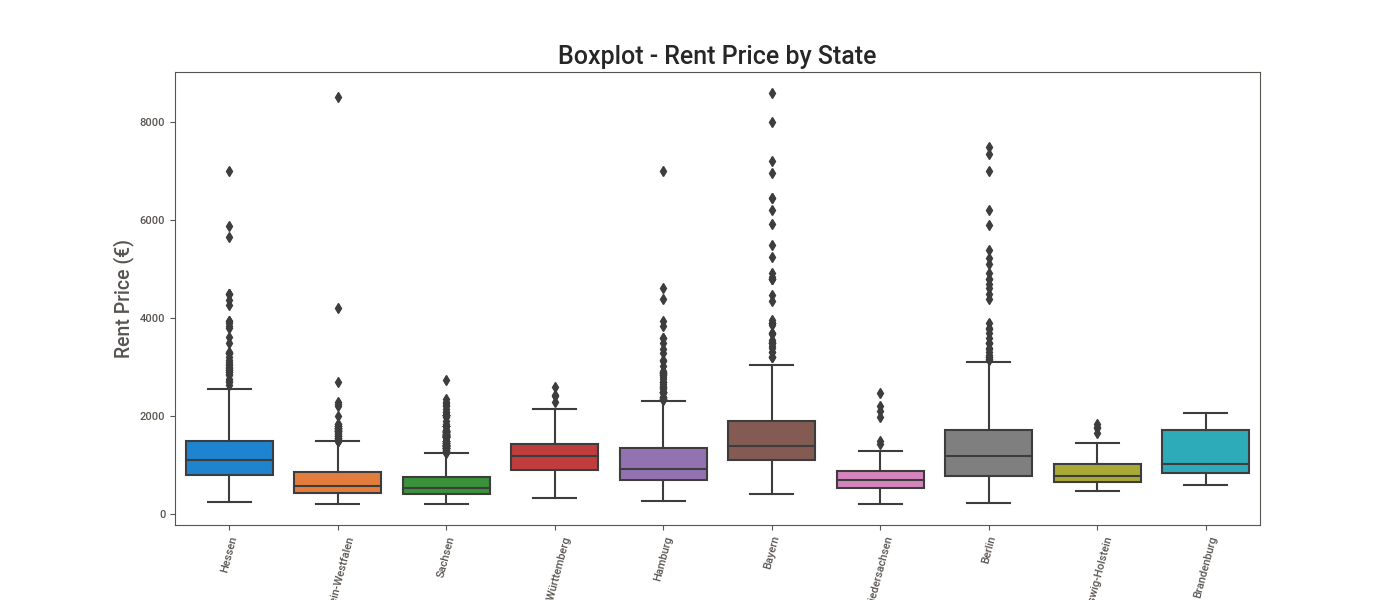 Boxplot - Rent Price by State
Rent Price (€)
8000
6000
4000
2000
0
Hessen
ein-Westfalen
Sachsen
Württemberg
Hamburg
Bayern
iedersachsen
Berlin
swig-Holstein
Brandenburg